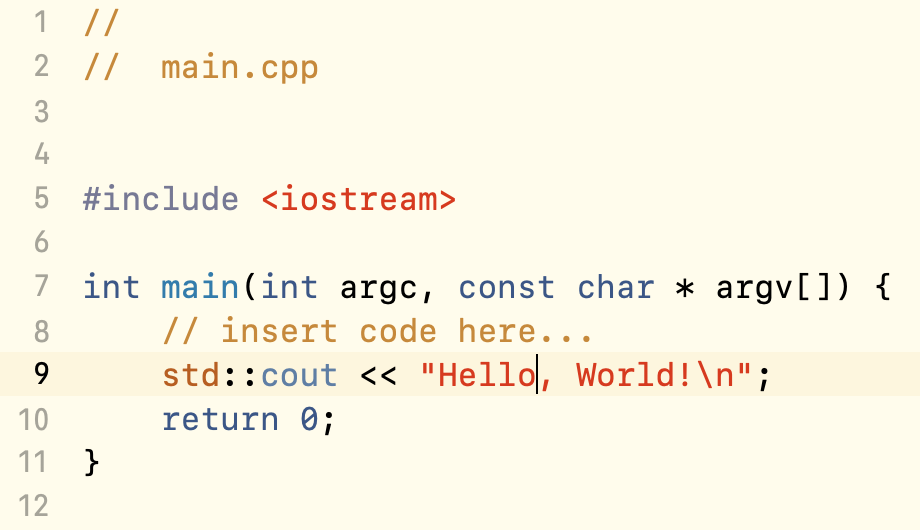 1 //
2 //  main.cpp
3
4
5 #include <iostream>
6
7 int main(int argc, const char * argv[]) {
8     // insert code here...
9     std::cout << "Hello, World!\n";
10     return 0;
11 }
12